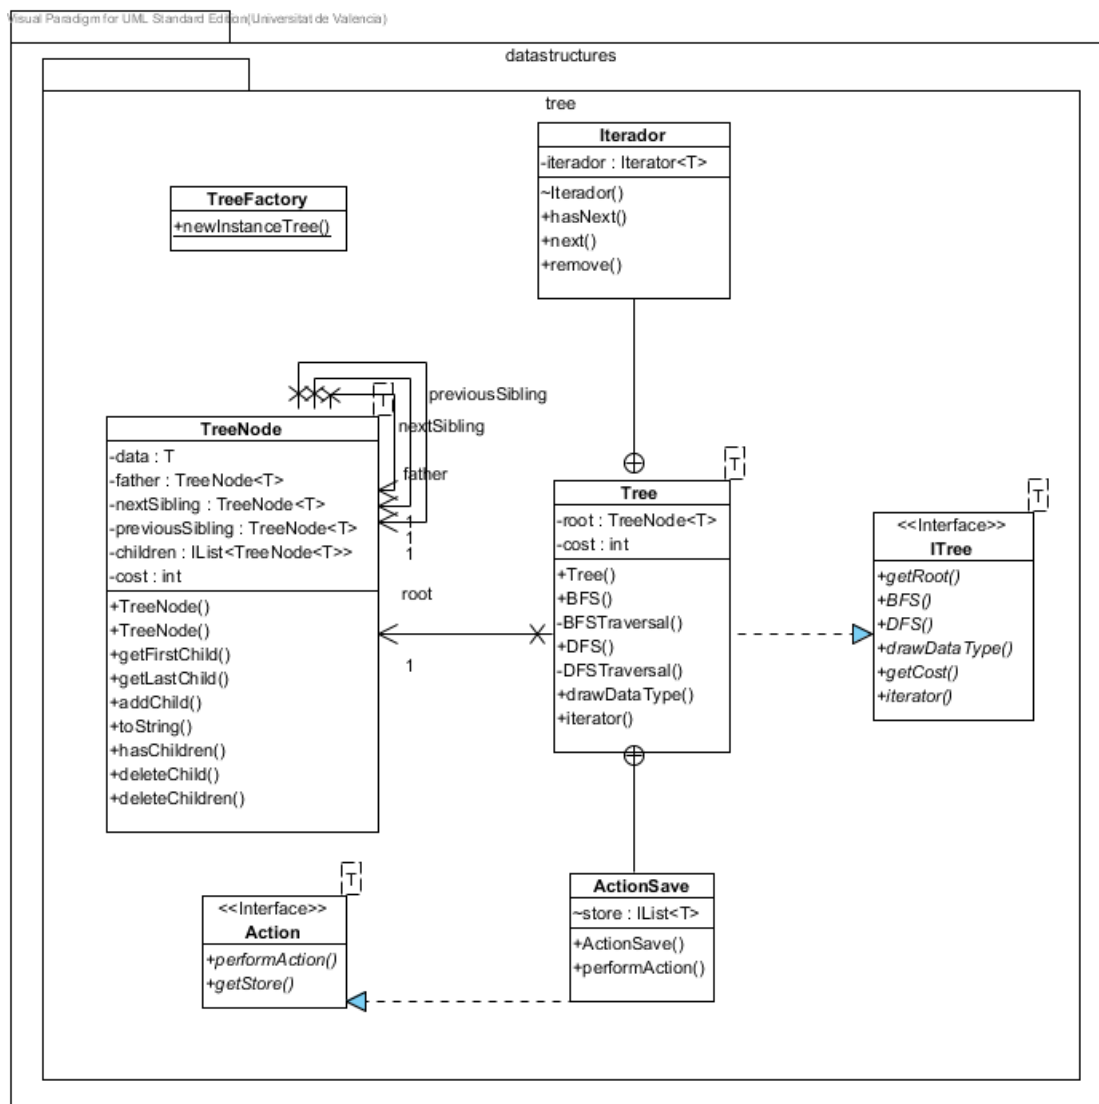 Visual Paradigm for UML Standard Edition(Universitat de Valencia)
datastructures
tree
Iterador
-iterador : Iterator<T>
~Iterador()
+hasNext()
+next()
+remove()
TreeFactory
+newInstanceTree()
previousSibling
nextSibling
father
1
1
1
T
TreeNode
-data : T
-father : TreeNode<T>
-nextSibling : TreeNode<T>
-previousSibling : TreeNode<T>
-children : IList<TreeNode<T>>
-cost : int
+TreeNode()
+TreeNode()
+getFirstChild()
+getLastChild()
+addChild()
+toString()
+hasChildren()
+deleteChild()
+deleteChildren()
root
1
T
Tree
-root : TreeNode<T>
-cost : int
+Tree()
+BFS()
-BFSTraversal()
+DFS()
-DFSTraversal()
+drawDataType()
+iterator()
T
<<Interface>>
ITree
+getRoot()
+BFS()
+DFS()
+drawDataType()
+getCost()
+iterator()
T
<<Interface>>
Action
+performAction()
+getStore()
ActionSave
~store : IList<T>
+ActionSave()
+performAction()